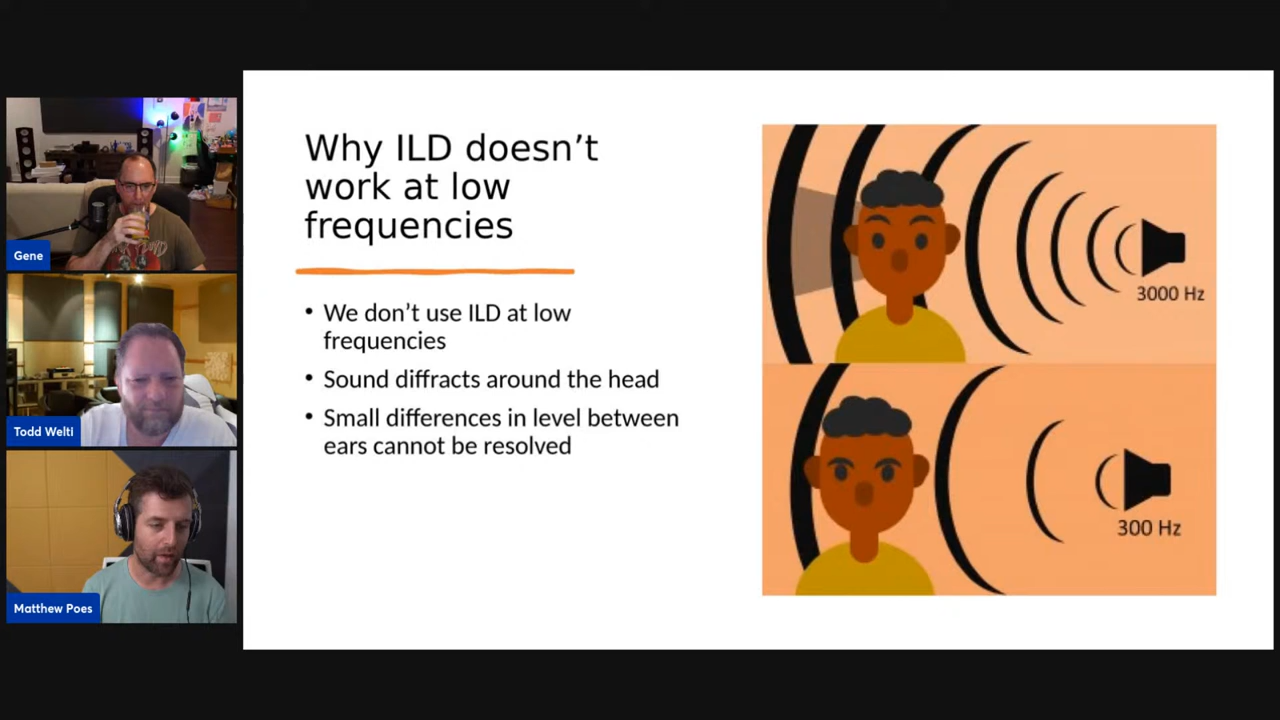 Gene
Todd Welti
Matthew Poes
Why ILD doesn’t
work at low
frequencies
• We don’t use ILD at low
frequencies
• Sound diffracts around the head
• Small differences in level between
ears cannot be resolved
3000 Hz
300 Hz